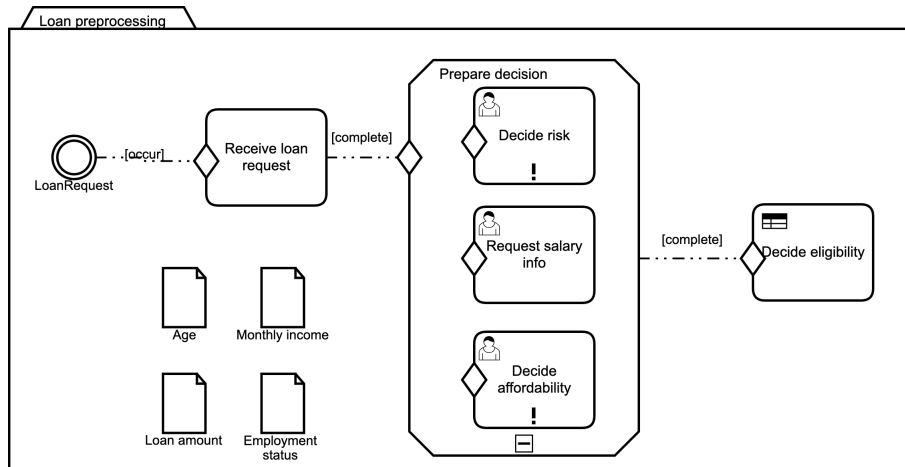 Loan preprocessing
Prepare decision
Decide risk
!
[occur]
Receive loan
request
[complete]
LoanRequest
Request salary
info
[complete]
Decide eligibility
Age
Monthly income
Decide
affordability
!
Loan amount
Employment
status